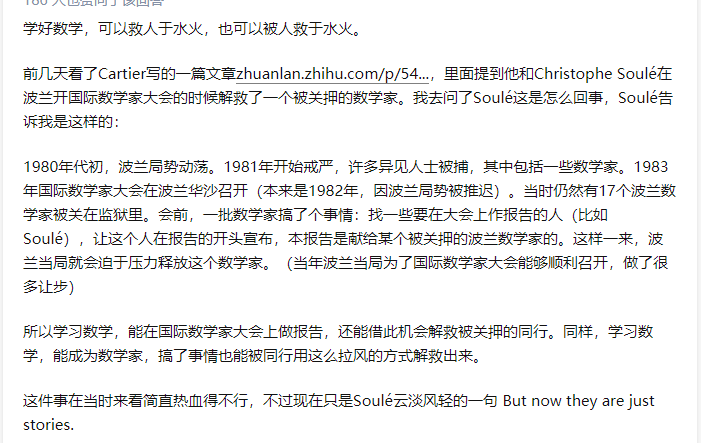 186 人也赞同了该回答
学好数学，可以救人于水火，也可以被人救于水火。
前几天看了Cartier写的一篇文章zhuanlan.zhihu.com/p/54...，里面提到他和Christophe Soulé在
波兰开国际数学家大会的时候解救了一个被关押的数学家。我去问了Soulé这是怎么回事，Soulé告
诉我是这样的：
1980年代初，波兰局势动荡。1981年开始戒严，许多异见人士被捕，其中包括一些数学家。1983
年国际数学家大会在波兰华沙召开（本来是1982年，因波兰局势被推迟）。当时仍然有17个波兰数
学家被关在监狱里。会前，一批数学家搞了个事情：找一些要在大会上作报告的人（比如
Soulé），让这个人在报告的开头宣布，本报告是献给某个被关押的波兰数学家的。这样一来，波
兰当局就会迫于压力释放这个数学家。（当年波兰当局为了国际数学家大会能够顺利召开，做了很
多让步）
所以学习数学，能在国际数学家大会上做报告，还能借此机会解救被关押的同行。同样，学习数
学，能成为数学家，搞了事情也能被同行用这么拉风的方式解救出来。
这件事在当时来看简直热血得不行，不过现在只是Soulé云淡风轻的一句 But now they are just
stories.